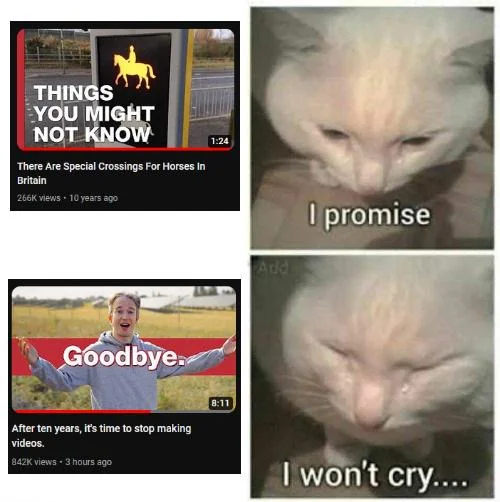 THINGS
YOU MIGHT
NOT KNOW
1:24
There Are Special Crossings For Horses In
Britain
266K views • 10 years ago
I promise
Goodbye.
8:11
After ten years, it's time to stop making
videos.
842K views • 3 hours ago
I won't cry....